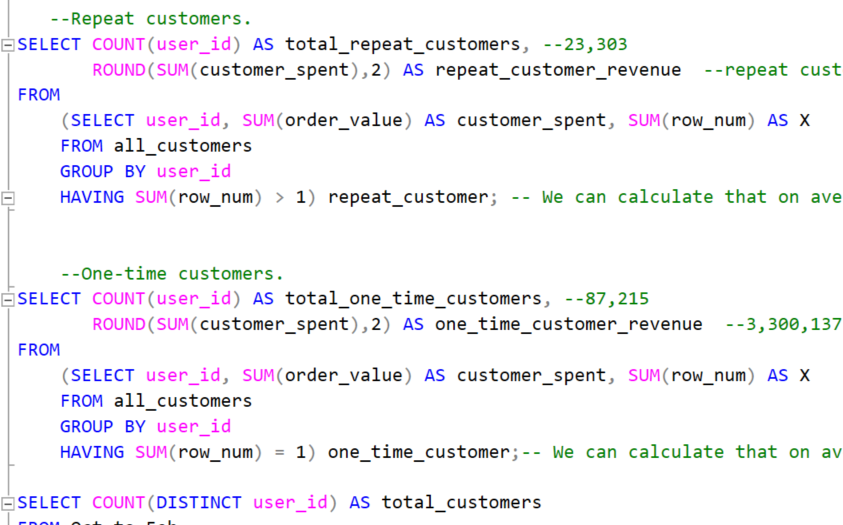 --Repeat customers.
SELECT COUNT(user_id) AS total_repeat_customers, --23,303
ROUND(SUM(customer_spent),2) AS repeat_customer_revenue --repeat cust
FROM
(SELECT user_id, SUM(order_value) AS customer_spent, SUM(row_num) AS X
FROM all_customers
GROUP BY user_id
HAVING SUM(row_num) > 1) repeat_customer; -- We can calculate that on ave
--One-time customers.
SELECT COUNT(user_id) AS total_one_time_customers, --87,215
ROUND(SUM(customer_spent),2) AS one_time_customer_revenue --3,300,137
FROM
(SELECT user_id, SUM(order_value) AS customer_spent, SUM(row_num) AS X
FROM all_customers
GROUP BY user_id
HAVING SUM(row_num) = 1) one_time_customer;-- We can calculate that on av
SELECT COUNT(DISTINCT user_id) AS total_customers
FROM Oct_to_Feb